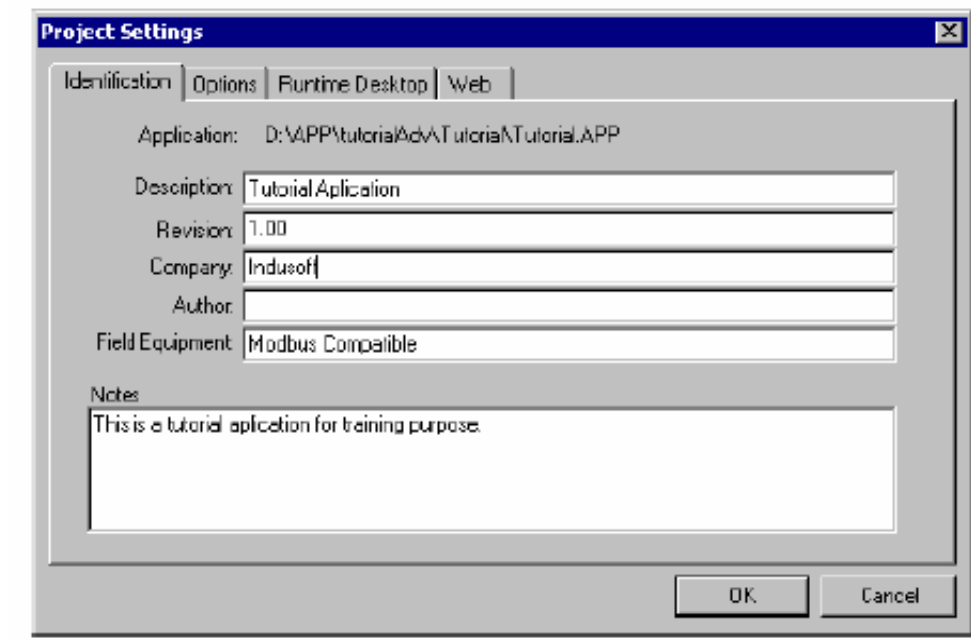 Project Settings
Identification Options Runtime Desktop Web
Application: D:\APP\tutorialAdv\Tutorial\Tutorial.APP
Description: Tutorial Aplication
Revision: 1.00
Company: Indusoft
Author:
Field Equipment: Modbus Compatible
Notes
This is a tutorial aplication for training purpose.
OK Cancel